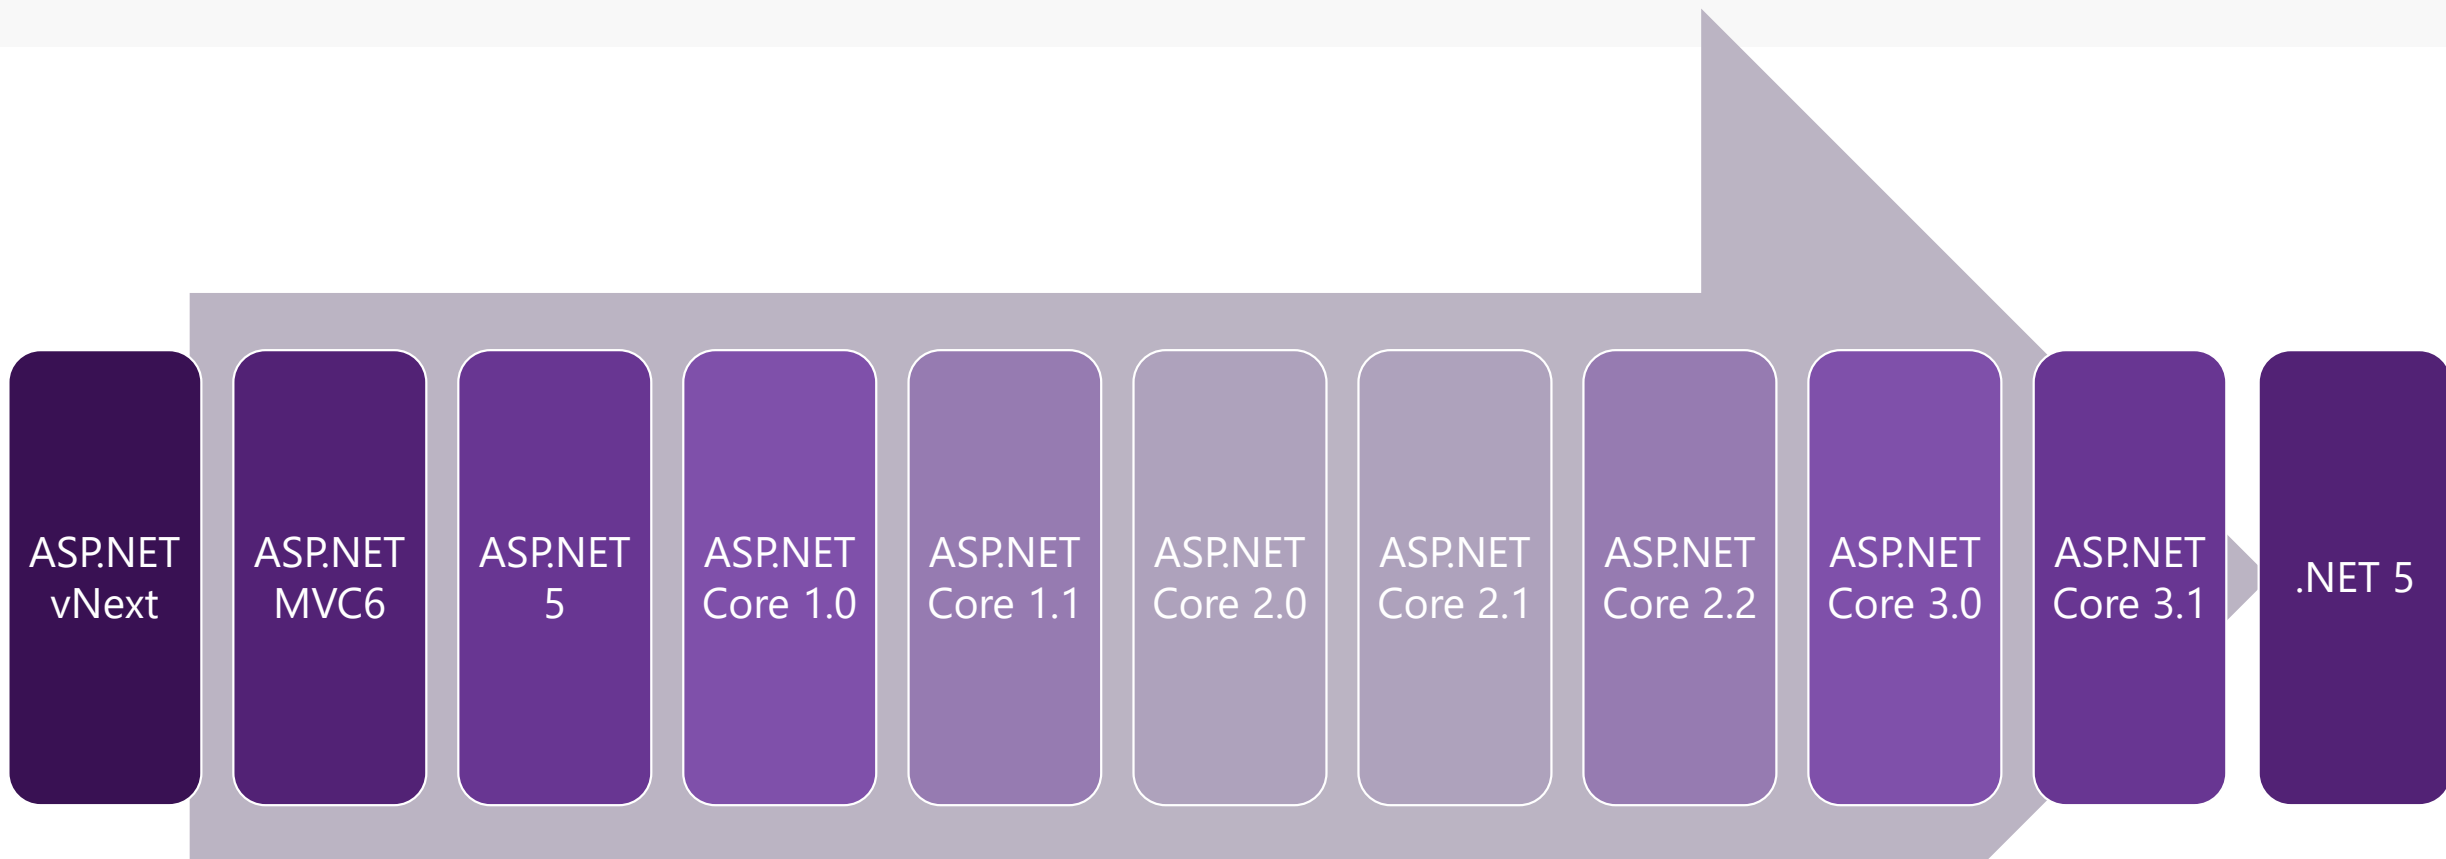 ASP.NET
vNext
ASP.NET
MVC6
ASP.NET
5
ASP.NET
Core 1.0
ASP.NET
Core 1.1
ASP.NET
Core 2.0
ASP.NET
Core 2.1
ASP.NET
Core 2.2
ASP.NET
Core 3.0
ASP.NET
Core 3.1
.NET 5